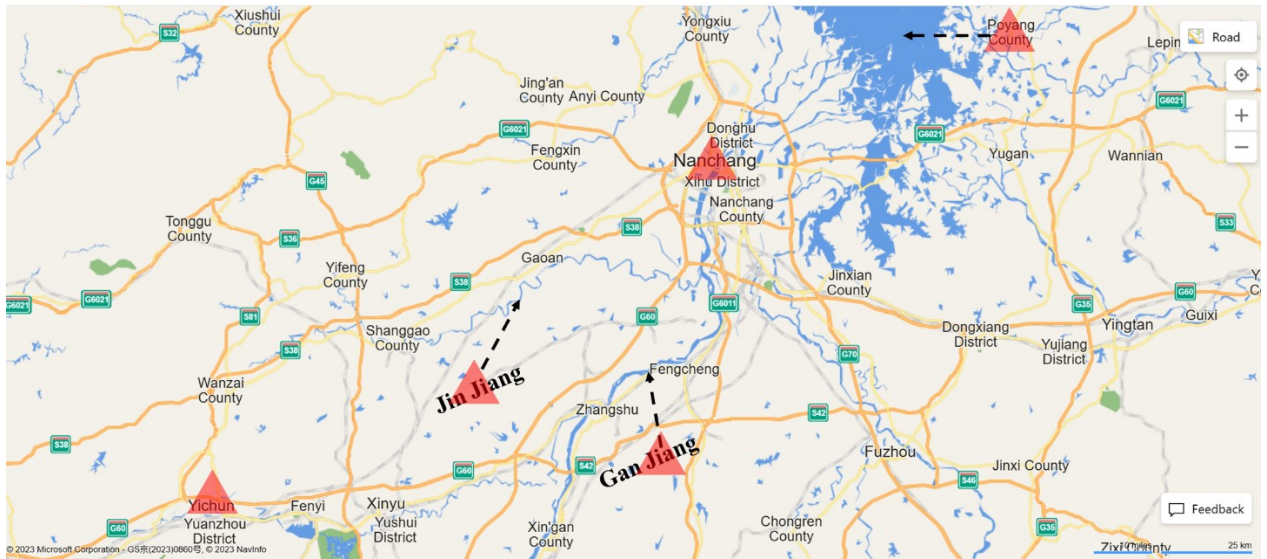 Xiushui
County
S32
Yongxiu
County
Poyang
County
Lepin
Road
Jing'an
County
Anyi County
G6021
G6021
G6021
Donghu
District
Fengxin
County
Nanchang
Xihu District
Yugan
Wannian
G45
Nanchang
County
Tonggu
County
S36
S38
S33
Gaoan
Yifeng
County
S38
Jinxian
County
G60
G6021
G6021
S81
G60
G6011
G35
Guixi
Shanggao
County
S38
Dongxiang
District
Yingtan
Yujiang
District
G70
Wanzai
County
Jin Jiang
Fengcheng
Zhangshu
S42
S38
Gan Jiang
G60
S42
Fuzhou
Jinxi County
S46
Yichun
Yuanzhou
District
Fenyi
Xinyu
Yushui
District
Xin'gan
County
Chongren
County
G60
G35
Feedback
Zixi County
© 2023 Microsoft Corporation - GS京(2023)0860号, © 2023 NavInfo
10 miles
25 km